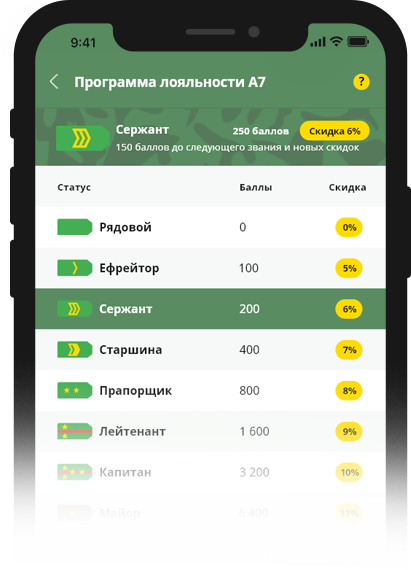 9:41
Программа лояльности А7
?
Сержант 250 баллов Скидка 6%
150 баллов до следующего звания и новых скидок
Статус Баллы Скидка
Рядовой 0 0%
Ефрейтор 100 5%
Сержант 200 6%
Старшина 400 7%
Прапорщик 800 8%
Лейтенант 1 600 9%
Капитан 3 200 10%
Майор 6 400 11%